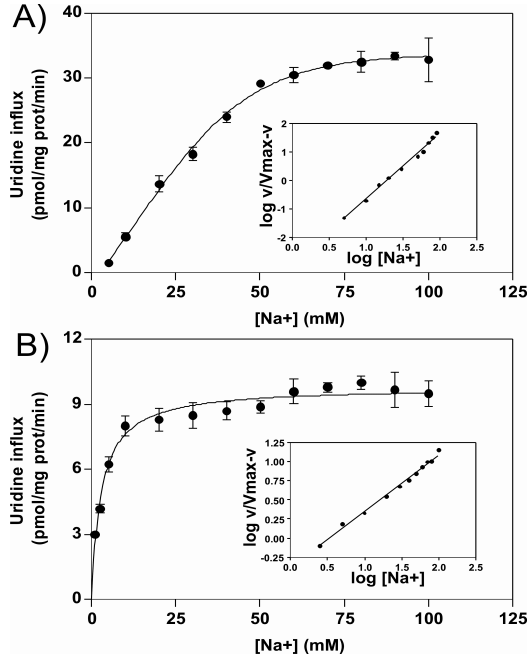 A)
Uridine influx
(pmol/mg prot/min)
40
30
20
10
0
0 25 50 75 100 125
[Na+] (mM)
log v/Vmax-v
2
1
0
-1
-2
0.0 0.5 1.0 1.5 2.0 2.5
log [Na+]
B)
Uridine influx
(pmol/mg prot/min)
12
9
6
3
0
0 25 50 75 100 125
[Na+] (mM)
log v/Vmax-v
1.25
1.00
0.75
0.50
0.25
0.00
-0.25
0.0 0.5 1.0 1.5 2.0 2.5
log [Na+]